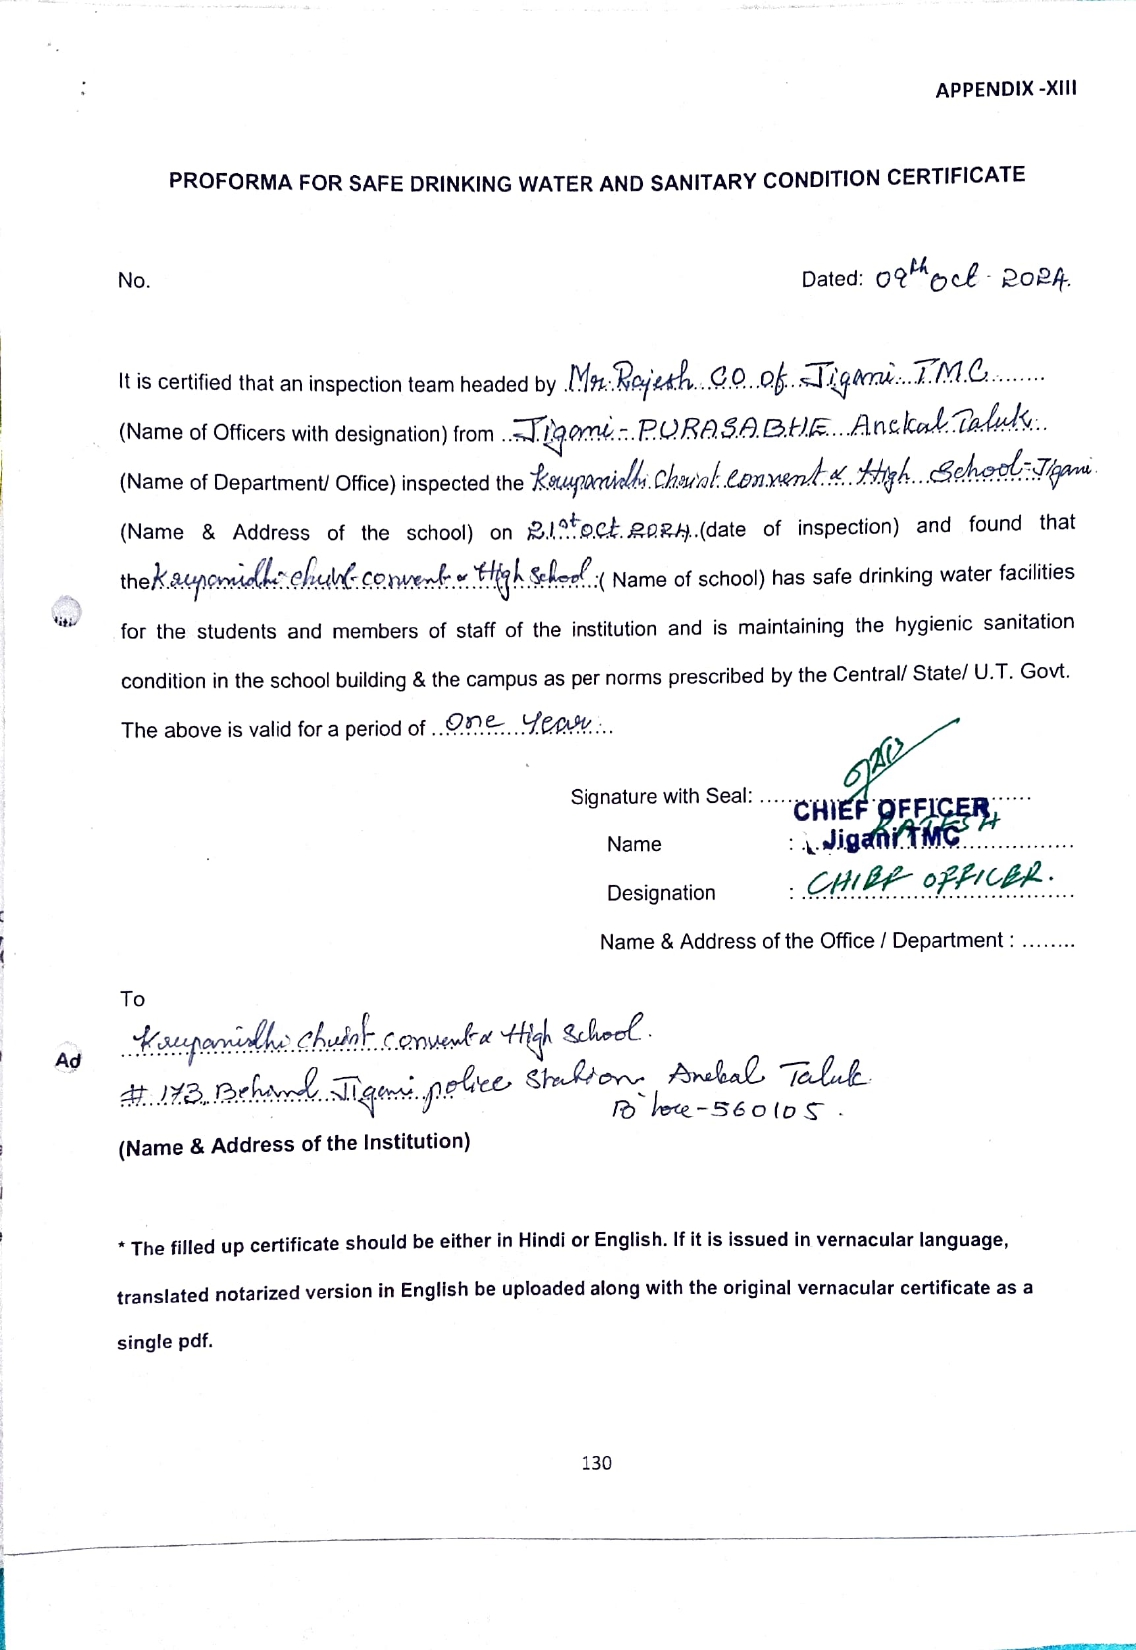 APPENDIX -XIII
PROFORMA FOR SAFE DRINKING WATER AND SANITARY CONDITION CERTIFICATE
No.
Dated: 09th Oct - 2024.
It is certified that an inspection team headed by Mr. Rajesh C.O of Jigani TMC
(Name of Officers with designation) from Jigani - PURASABHE Anekal Taluk
(Name of Department/ Office) inspected the Krupanidhi Christ Convent & High School-Jigani
(Name & Address of the school) on 21st Oct 2024 (date of inspection) and found that
the Krupanidhi Christ convent & High School ( Name of school) has safe drinking water facilities
for the students and members of staff of the institution and is maintaining the hygienic sanitation
condition in the school building & the campus as per norms prescribed by the Central/ State/ U.T. Govt.
The above is valid for a period of One Year
Signature with Seal:
CHIEF OFFICER
Name : RAJESH
Jigani TMC
Designation : CHIEF OFFICER.
Name & Address of the Office / Department : ........
To
Krupanidhi Christ Convent & High School.
Ad
# 173, Behind Jigani police Station Anekal Taluk
B'lore-560105.
(Name & Address of the Institution)
* The filled up certificate should be either in Hindi or English. If it is issued in vernacular language,
translated notarized version in English be uploaded along with the original vernacular certificate as a
single pdf.
130